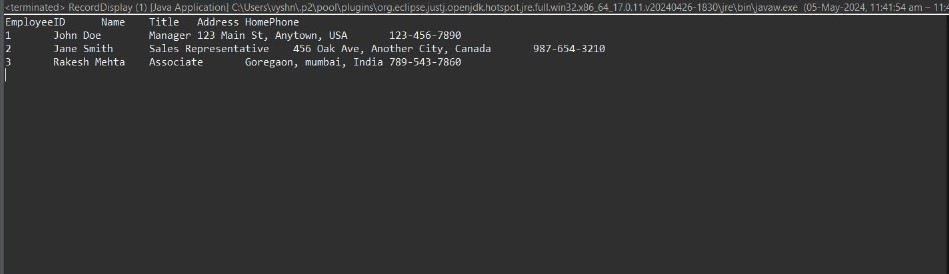 <terminated> RecordDisplay (1) [Java Application] C:\Users\vyshn\.p2\pool\plugins\org.eclipse.justj.openjdk.hotspot.jre.full.win32.x86_64_17.0.11.v20240426-1830\jre\bin\javaw.exe (05-May-2024, 11:41:54 am – 11:4
EmployeeID Name Title Address HomePhone
1 John Doe Manager 123 Main St, Anytown, USA 123-456-7890
2 Jane Smith Sales Representative 456 Oak Ave, Another City, Canada 987-654-3210
3 Rakesh Mehta Associate Goregaon, mumbai, India 789-543-7860